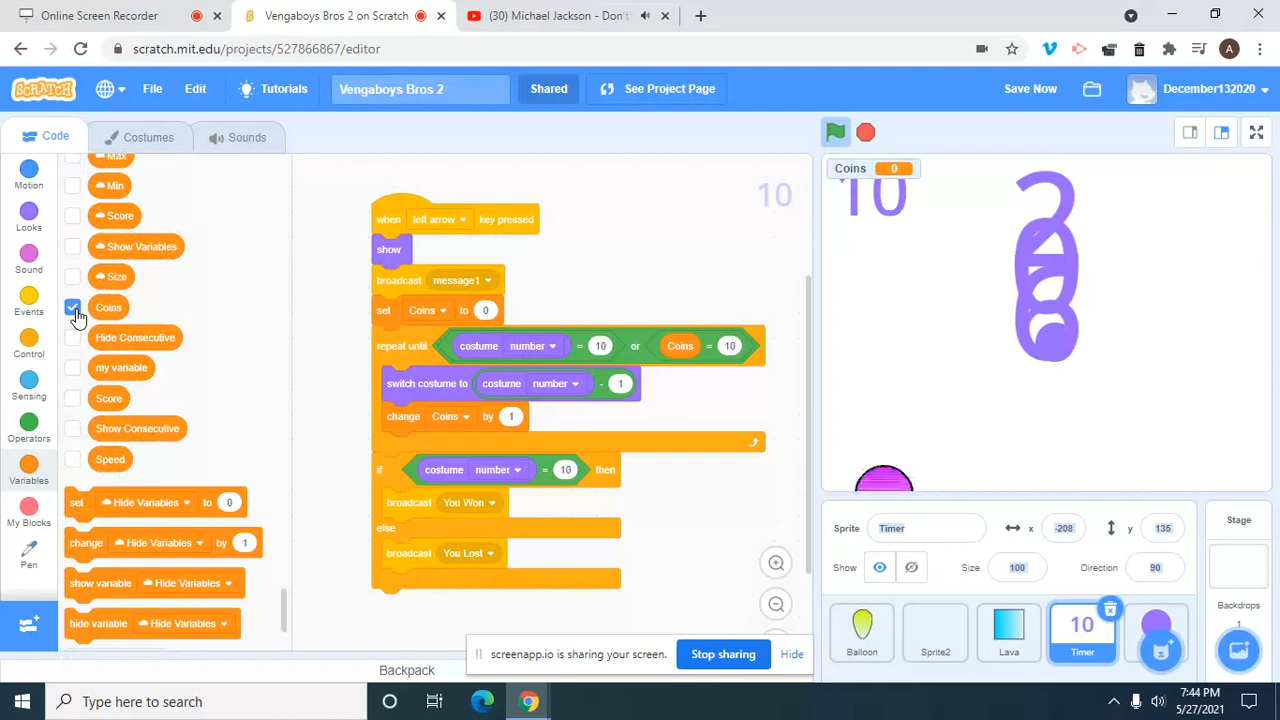 Online Screen Recorder
Vengaboys Bros 2 on Scratch
(30) Michael Jackson - Don't
scratch.mit.edu/projects/527866867/editor
A
SCRATCH
File
Edit
Tutorials
Vengaboys Bros 2
Shared
See Project Page
Save Now
December132020
Code
Costumes
Sounds
Motion
Looks
Sound
Events
Control
Sensing
Operators
Variables
My Blocks
Pen
Max
Min
Score
Show Variables
Size
Coins
Hide Consecutive
my variable
Score
Show Consecutive
Speed
set Hide Variables to 0
change Hide Variables by 1
show variable Hide Variables
hide variable Hide Variables
10
when left arrow key pressed
show
broadcast message1
set Coins to 0
repeat until costume number = 10 or Coins = 10
switch costume to costume number - 1
change Coins by 1
if costume number = 10 then
broadcast You Won
else
broadcast You Lost
Coins 0
10
Sprite Timer x -208 y 135
Show Size 100 Direction 90
Balloon
Sprite2
Lava
10
Timer
Stage
Backdrops
1
screenapp.io is sharing your screen. Stop sharing Hide
Backpack
Type here to search
7:44 PM
5/27/2021